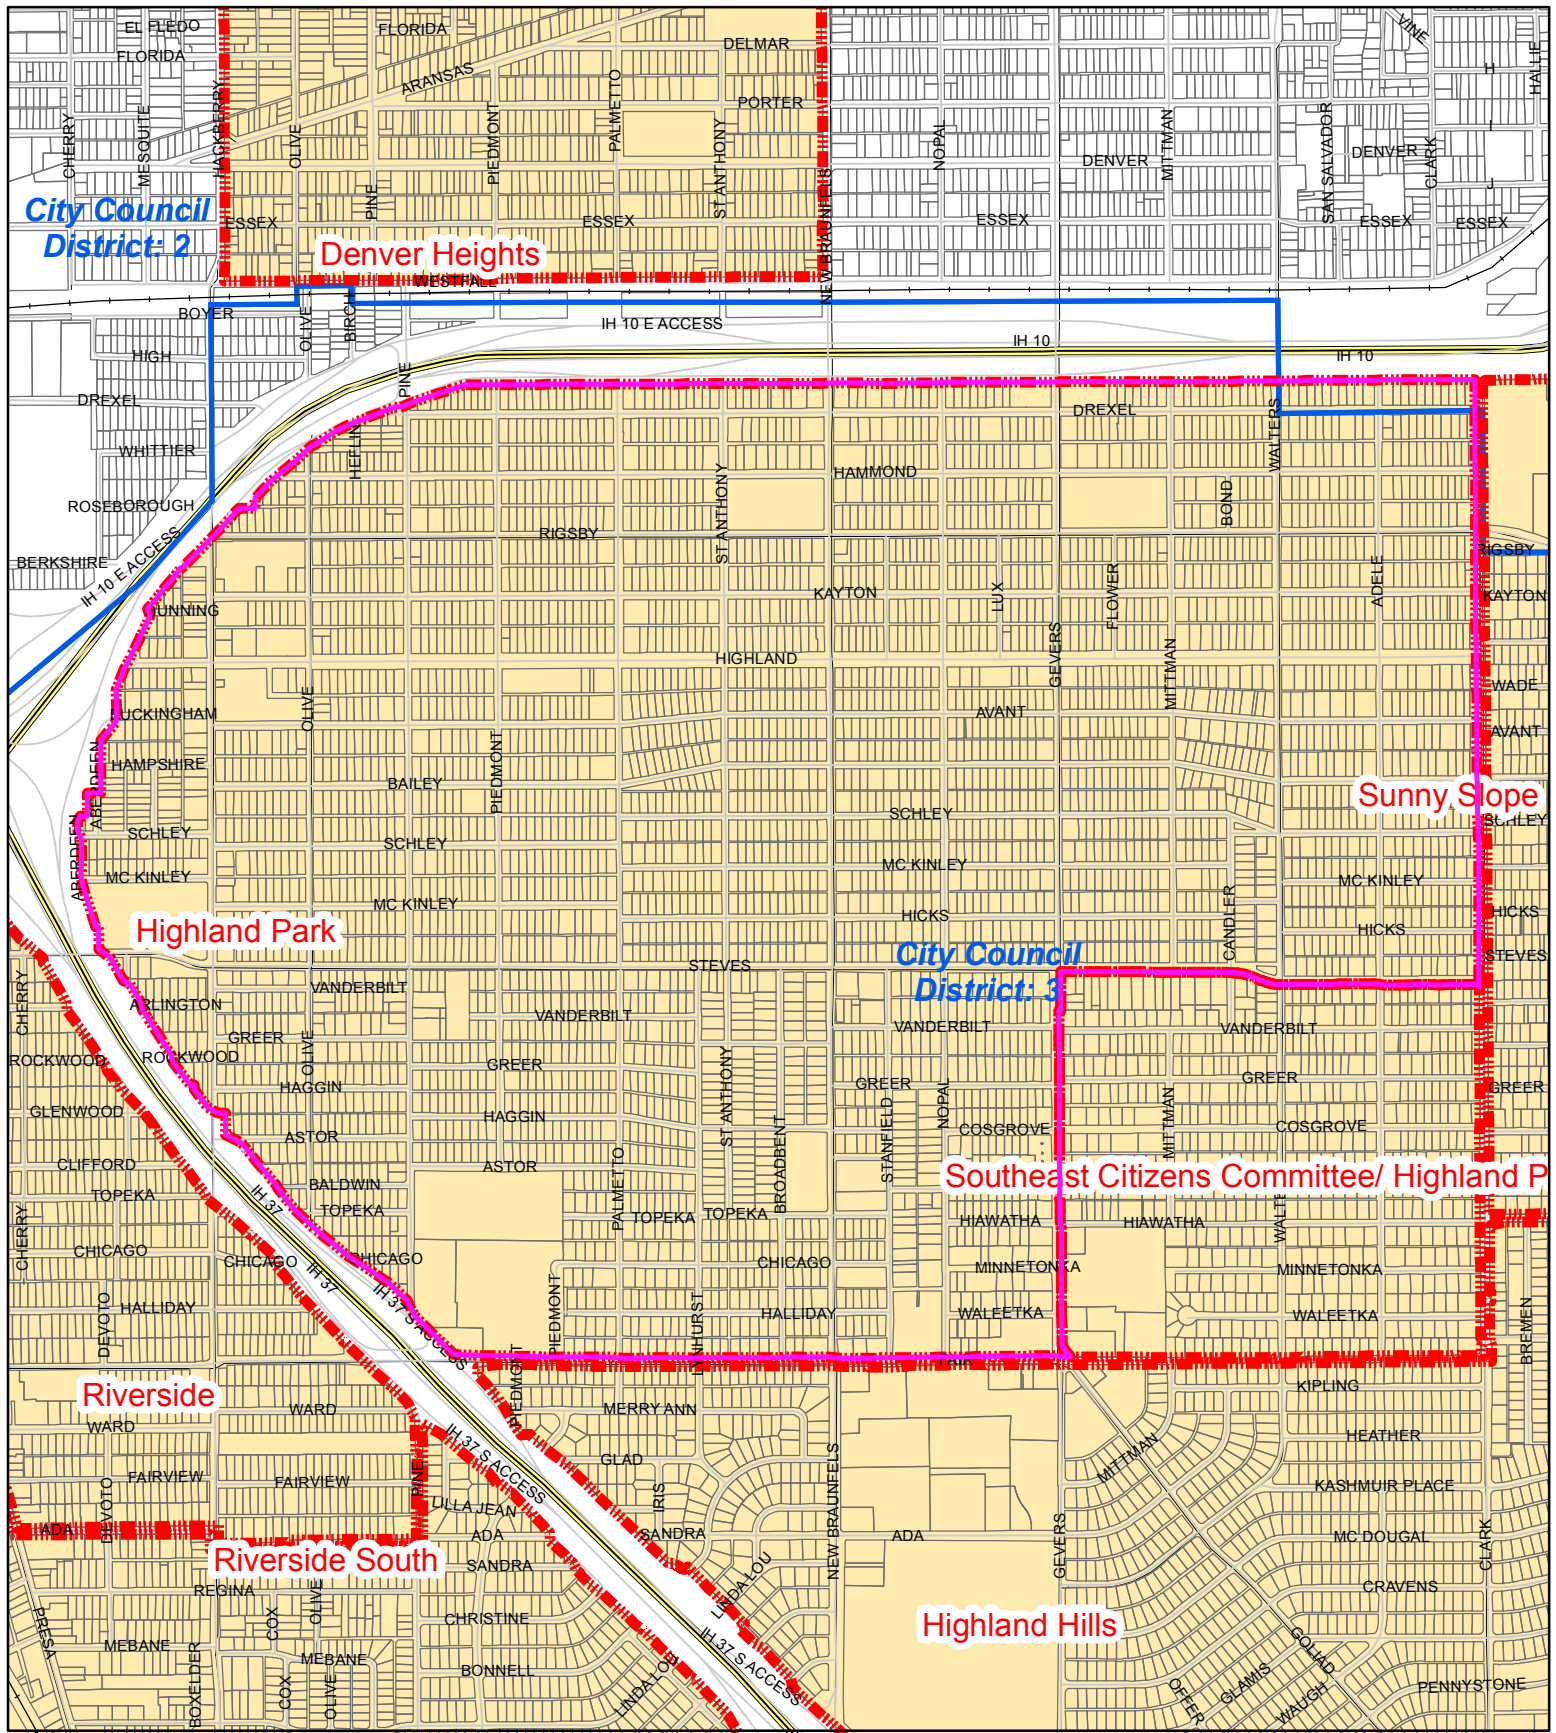 EL FLEDO
FLORIDA
DELMAR
VINE
FLORIDA
ARANSAS
H
HALLIE
PORTER
CHERRY
MESQUITE
HACKBERRY
OLIVE
PIEDMONT
PALMETTO
ST ANTHONY
NOPAL
MITTMAN
SAN SALVADOR
CLARK
I
DENVER
DENVER
J
PINE
City Council
District: 2
ESSEX
ESSEX
ESSEX
ESSEX
ESSEX
NEW BRAUNFELS
Denver Heights
WESTFALL
BOYER
OLIVE
BIRCH
IH 10 E ACCESS
IH 10
IH 10
HIGH
PINE
DREXEL
DREXEL
WALTERS
WHITTIER
HEFLIN
HAMMOND
ST ANTHONY
BOND
ROSEBOROUGH
RIGSBY
RIGSBY
BERKSHIRE
IH 10 E ACCESS
ADELE
KAYTON
LUX
FLOWER
KAYTON
HIGHLAND
GEVERS
MITTMAN
WADE
OLIVE
AVANT
AVANT
ABERDEEN
HAMPSHIRE
PIEDMONT
BAILEY
Sunny Slope
SCHLEY
SCHLEY
SCHLEY
SCHLEY
ABERDEEN
MC KINLEY
MC KINLEY
MC KINLEY
MC KINLEY
HICKS
HICKS
HICKS
CANDLER
Highland Park
City Council
District: 3
STEVES
STEVES
CHERRY
VANDERBILT
ARLINGTON
VANDERBILT
VANDERBILT
VANDERBILT
GREER
OLIVE
ROCKWOOD
ROCKWOOD
GREER
GREER
GREER
GREER
HAGGIN
HAGGIN
ST ANTHONY
STANFIELD
NOPAL
MITTMAN
GLENWOOD
COSGROVE
COSGROVE
ASTOR
ASTOR
PALMETTO
BROADBENT
CLIFFORD
TOPEKA
BALDWIN
TOPEKA
TOPEKA
TOPEKA
IH 37
Southeast Citizens Committee/ Highland P
HIAWATHA
HIAWATHA
WALTE
CHERRY
CHICAGO
CHICAGO
CHICAGO
CHICAGO
IH 37
MINNETONKA
MINNETONKA
DEVOTO
HALLIDAY
IH 37 S ACCESS
PIEDMONT
LYNHURST
HALLIDAY
WALEETKA
WALEETKA
BREMEN
FAIR
PIEDMONT
Riverside
WARD
WARD
MERRY ANN
KIPLING
HEATHER
IH 37 S ACCESS
GLAD
NEW BRAUNFELS
MITTMAN
FAIRVIEW
FAIRVIEW
PINE
IRIS
KASHMUIR PLACE
DEVOTO
LILLA JEAN
ADA
ADA
SANDRA
ADA
GEVERS
MC DOUGAL
CLARK
Riverside South
SANDRA
LINDA LOU
REGINA
CRAVENS
PRESA
COX
OLIVE
CHRISTINE
Highland Hills
MEBANE
MEBANE
BONNELL
LINDA LOU
IH 37 S ACCESS
GOLIAD
BOXELDER
COX
OLIVE
OFFER
GLAMIS
WAUGH
PENNYSTONE